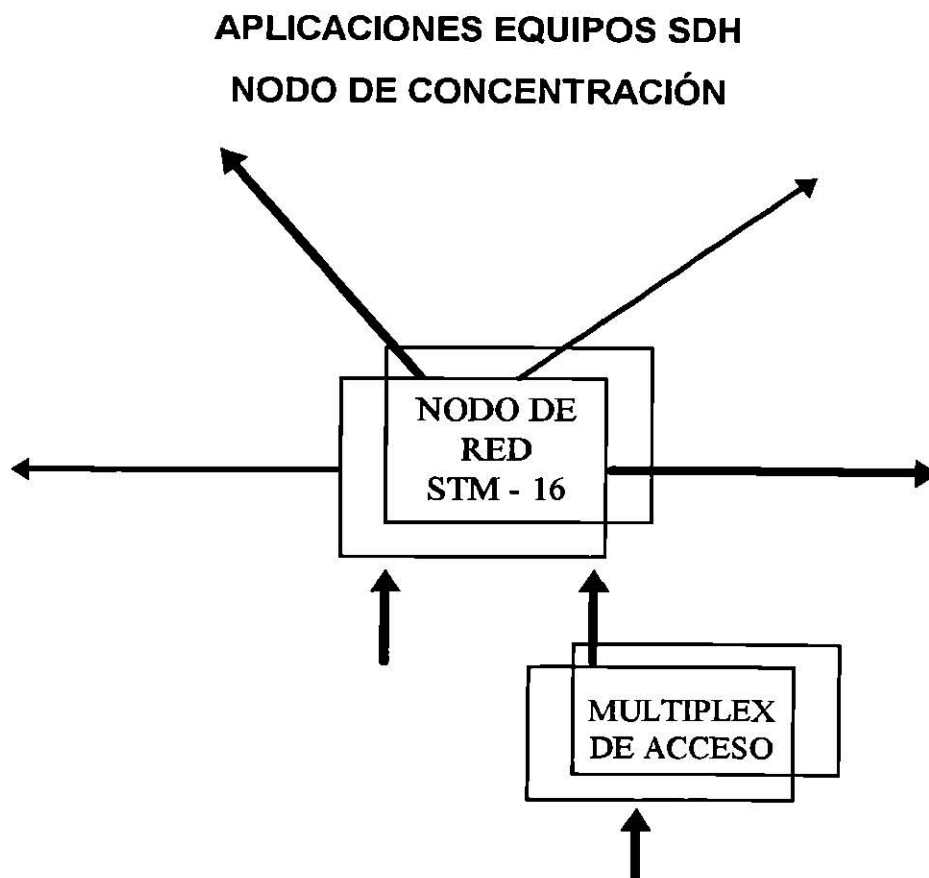 APLICACIONES EQUIPOS SDH
NODO DE CONCENTRACIÓN
NODO DE
RED
STM - 16
MULTIPLEX
DE ACCESO